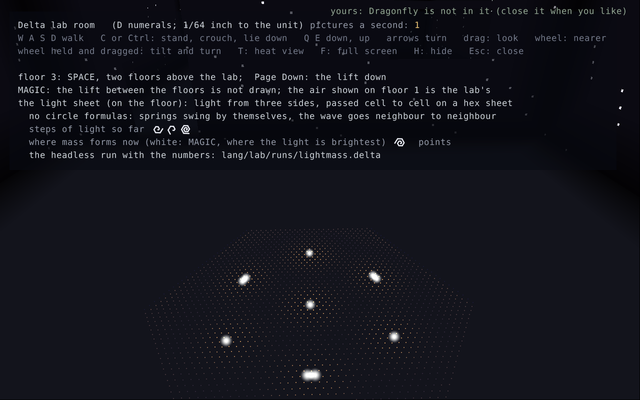 yours: Dragonfly is not in it (close it when you like)
Delta lab room (D numerals; 1/64 inch to the unit) pictures a second: 1
W A S D walk C or Ctrl: stand, crouch, lie down Q E down, up arrows turn drag: look wheel: nearer
wheel held and dragged: tilt and turn T: heat view F: full screen H: hide Esc: close
floor 3: SPACE, two floors above the lab; Page Down: the lift down
MAGIC: the lift between the floors is not drawn; the air shown on floor 1 is the lab's
the light sheet (on the floor): light from three sides, passed cell to cell on a hex sheet
no circle formulas: springs swing by themselves, the wave goes neighbour to neighbour
steps of light so far
where mass forms now (white: MAGIC, where the light is brightest) points
the headless run with the numbers: lang/lab/runs/lightmass.delta